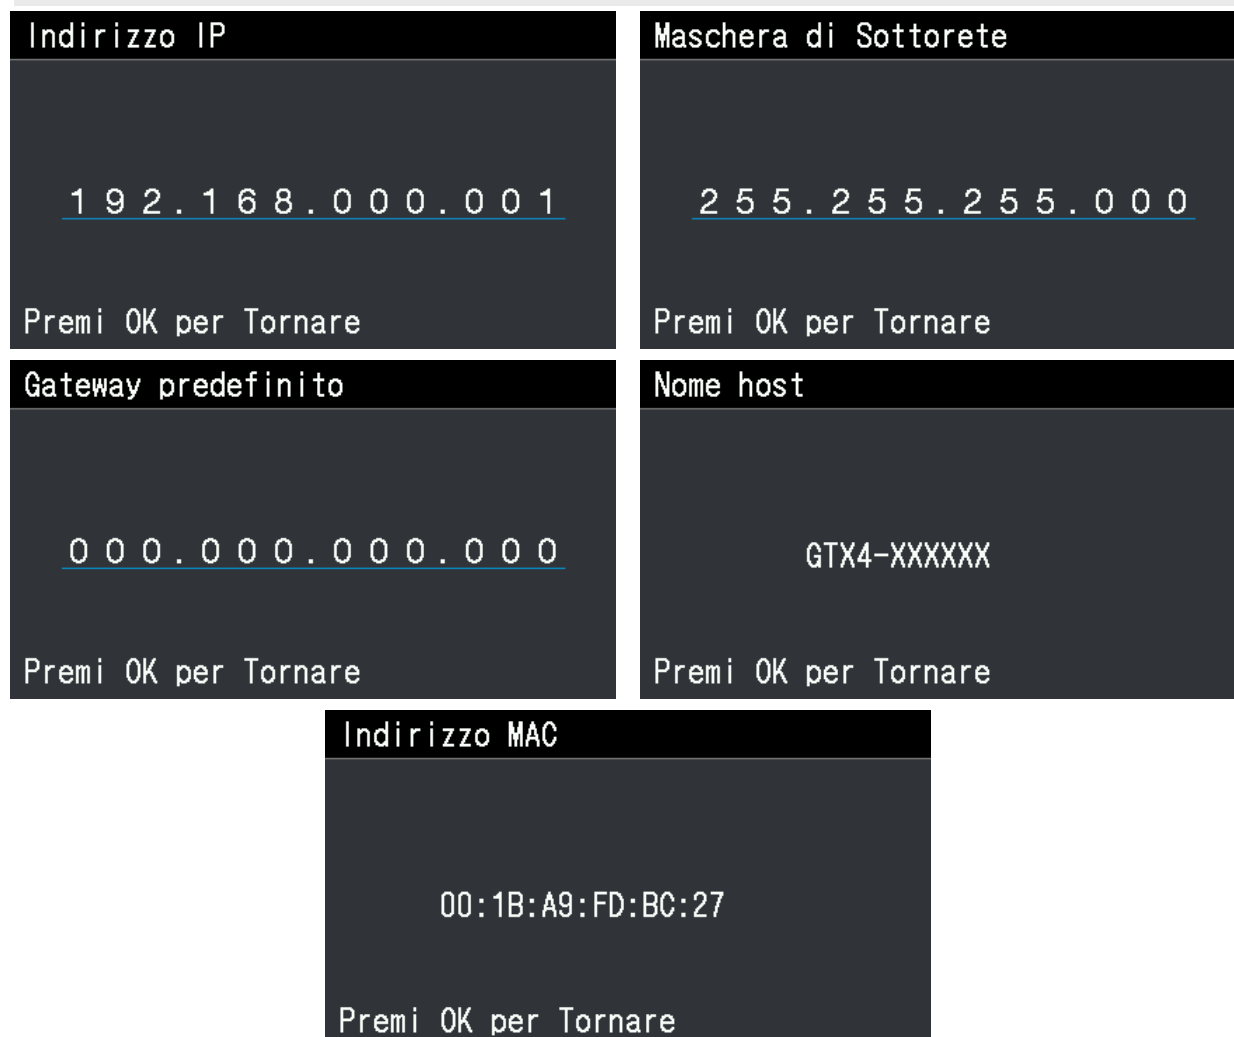 Indirizzo IP
192.168.000.001
Premi OK per Tornare
Maschera di Sottorete
255.255.255.000
Premi OK per Tornare
Gateway predefinito
000.000.000.000
Premi OK per Tornare
Nome host
GTX4-XXXXXX
Premi OK per Tornare
Indirizzo MAC
00:1B:A9:FD:BC:27
Premi OK per Tornare